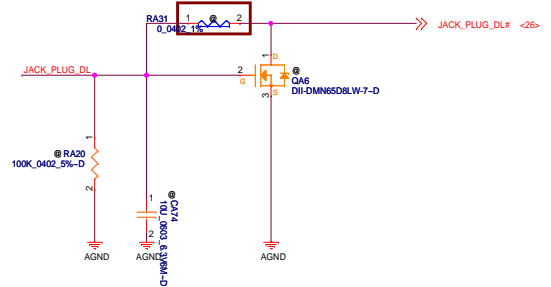 RA31 1 @ 2
0_0402_1%
JACK_PLUG_DL# <26>
JACK_PLUG_DL
1 D
2 G
3 S
@
QA6
DII-DMN65D8LW-7~D
1
@ RA20
100K_0402_5%~D
2
1
@ CA74
10U_0603_6.3V6M~D
2
AGND
AGND
AGND